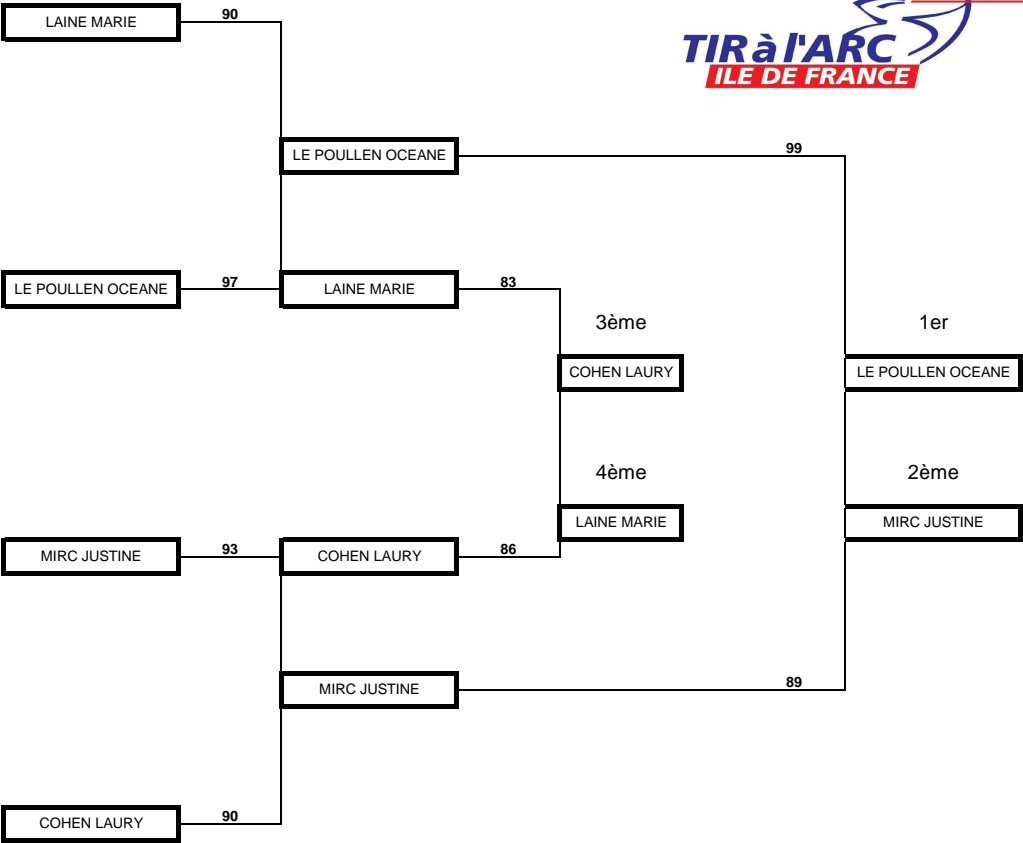 LAINE MARIE 90
TIR à l'ARC
ILE DE FRANCE
LE POULLEN OCEANE 99
LE POULLEN OCEANE 97 LAINE MARIE 83
3ème 1er
COHEN LAURY LE POULLEN OCEANE
4ème 2ème
LAINE MARIE MIRC JUSTINE
MIRC JUSTINE 93 COHEN LAURY 86
MIRC JUSTINE 89
COHEN LAURY 90